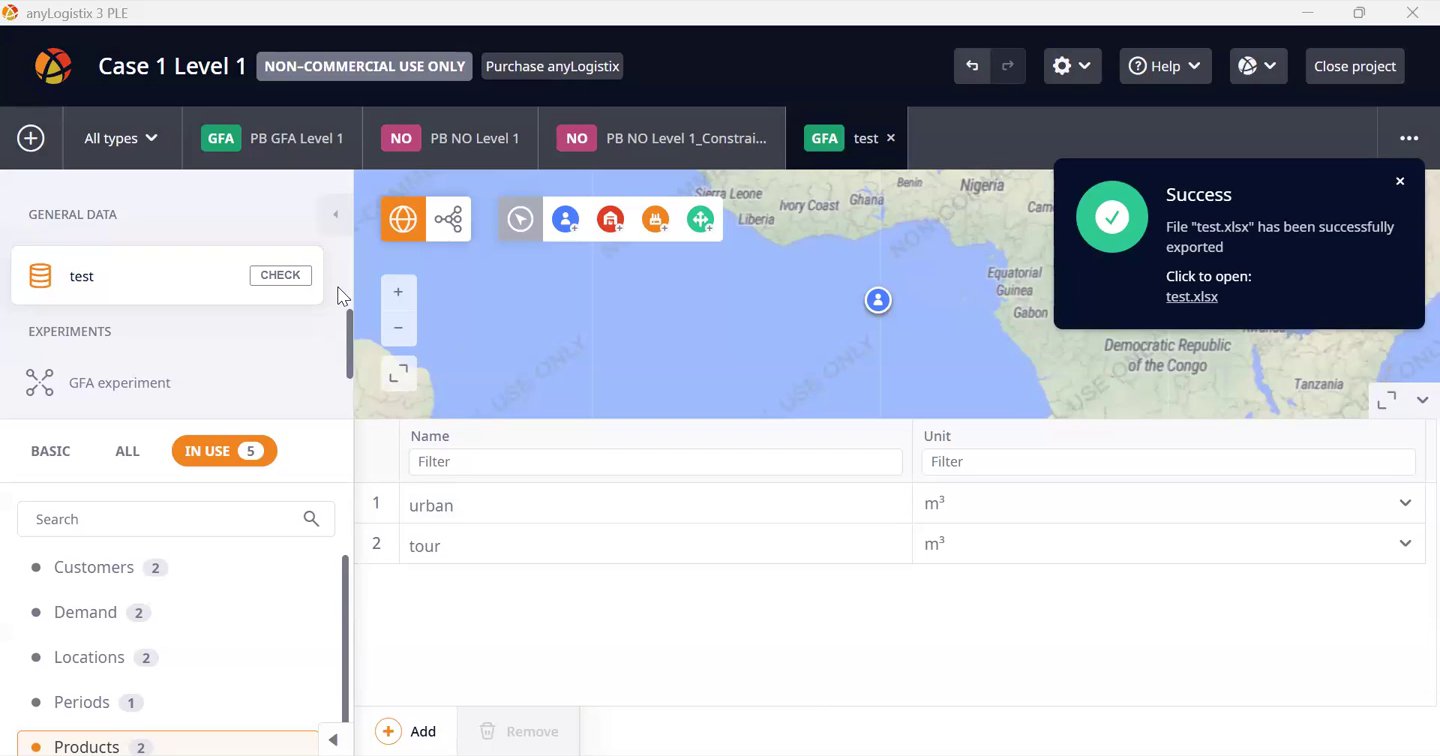 anyLogistix 3 PLE
Case 1 Level 1
NON-COMMERCIAL USE ONLY
Purchase anyLogistix
Help
Close project
All types
GFA PB GFA Level 1
NO PB NO Level 1
NO PB NO Level 1_Constrai...
GFA test
Success
File "test.xlsx" has been successfully
exported
Click to open:
test.xlsx
GENERAL DATA
test
CHECK
EXPERIMENTS
GFA experiment
BASIC
ALL
IN USE 5
Search
Customers 2
Demand 2
Locations 2
Periods 1
Products 2
Sierra Leone
Liberia
Ivory Coast
Ghana
Benin
Nigeria
Cam
Equatorial
Guinea
Gabon
Democratic Republic
of the Congo
Tanzania
USE ONLY
Name
Unit
Filter
Filter
1 urban m³
2 tour m³
Add
Remove